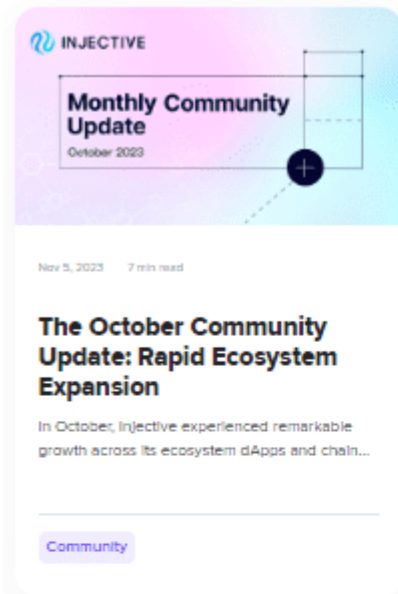 INJECTIVE
Monthly Community
Update
October 2023
Nov 5, 2023 7 min read
The October Community
Update: Rapid Ecosystem
Expansion
In October, Injective experienced remarkable
growth across its ecosystem dApps and chain...
Community